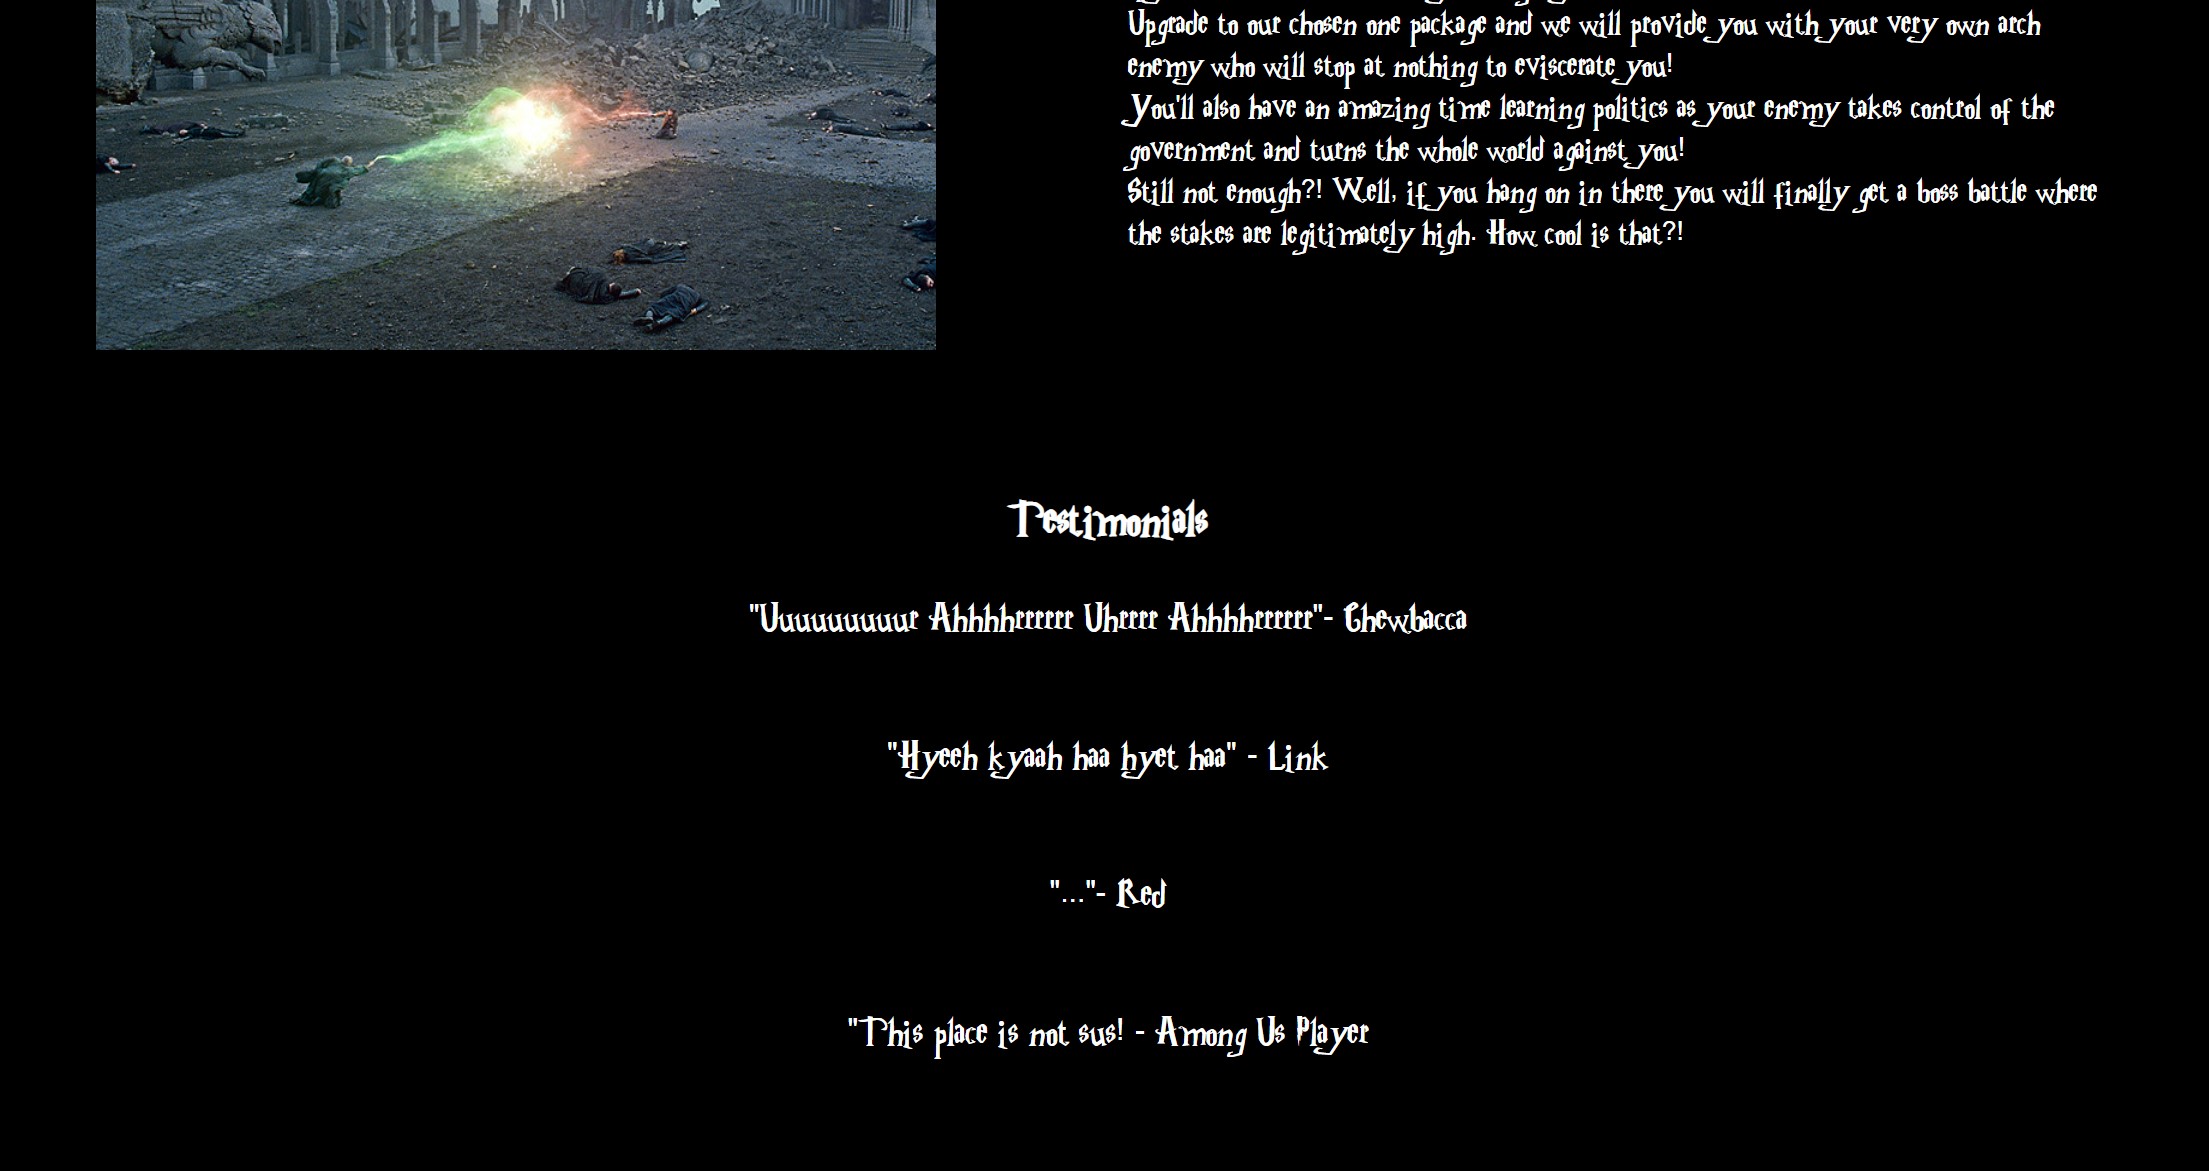 Upgrade to our chosen one package and we will provide you with your very own arch
enemy who will stop at nothing to eviscerate you!
You'll also have an amazing time learning politics as your enemy takes control of the
government and turns the whole world against you!
Still not enough?! Well, if you hang on in there you will finally get a boss battle where
the stakes are legitimately high. How cool is that?!
Testimonials
"Uuuuuuuuur Ahhhhrrrrrr Uhrrrr Ahhhhrrrrrr"- Chewbacca
"Hyeeh kyaah haa hyet haa" - Link
"..."- Red
"This place is not sus! - Among Us Player